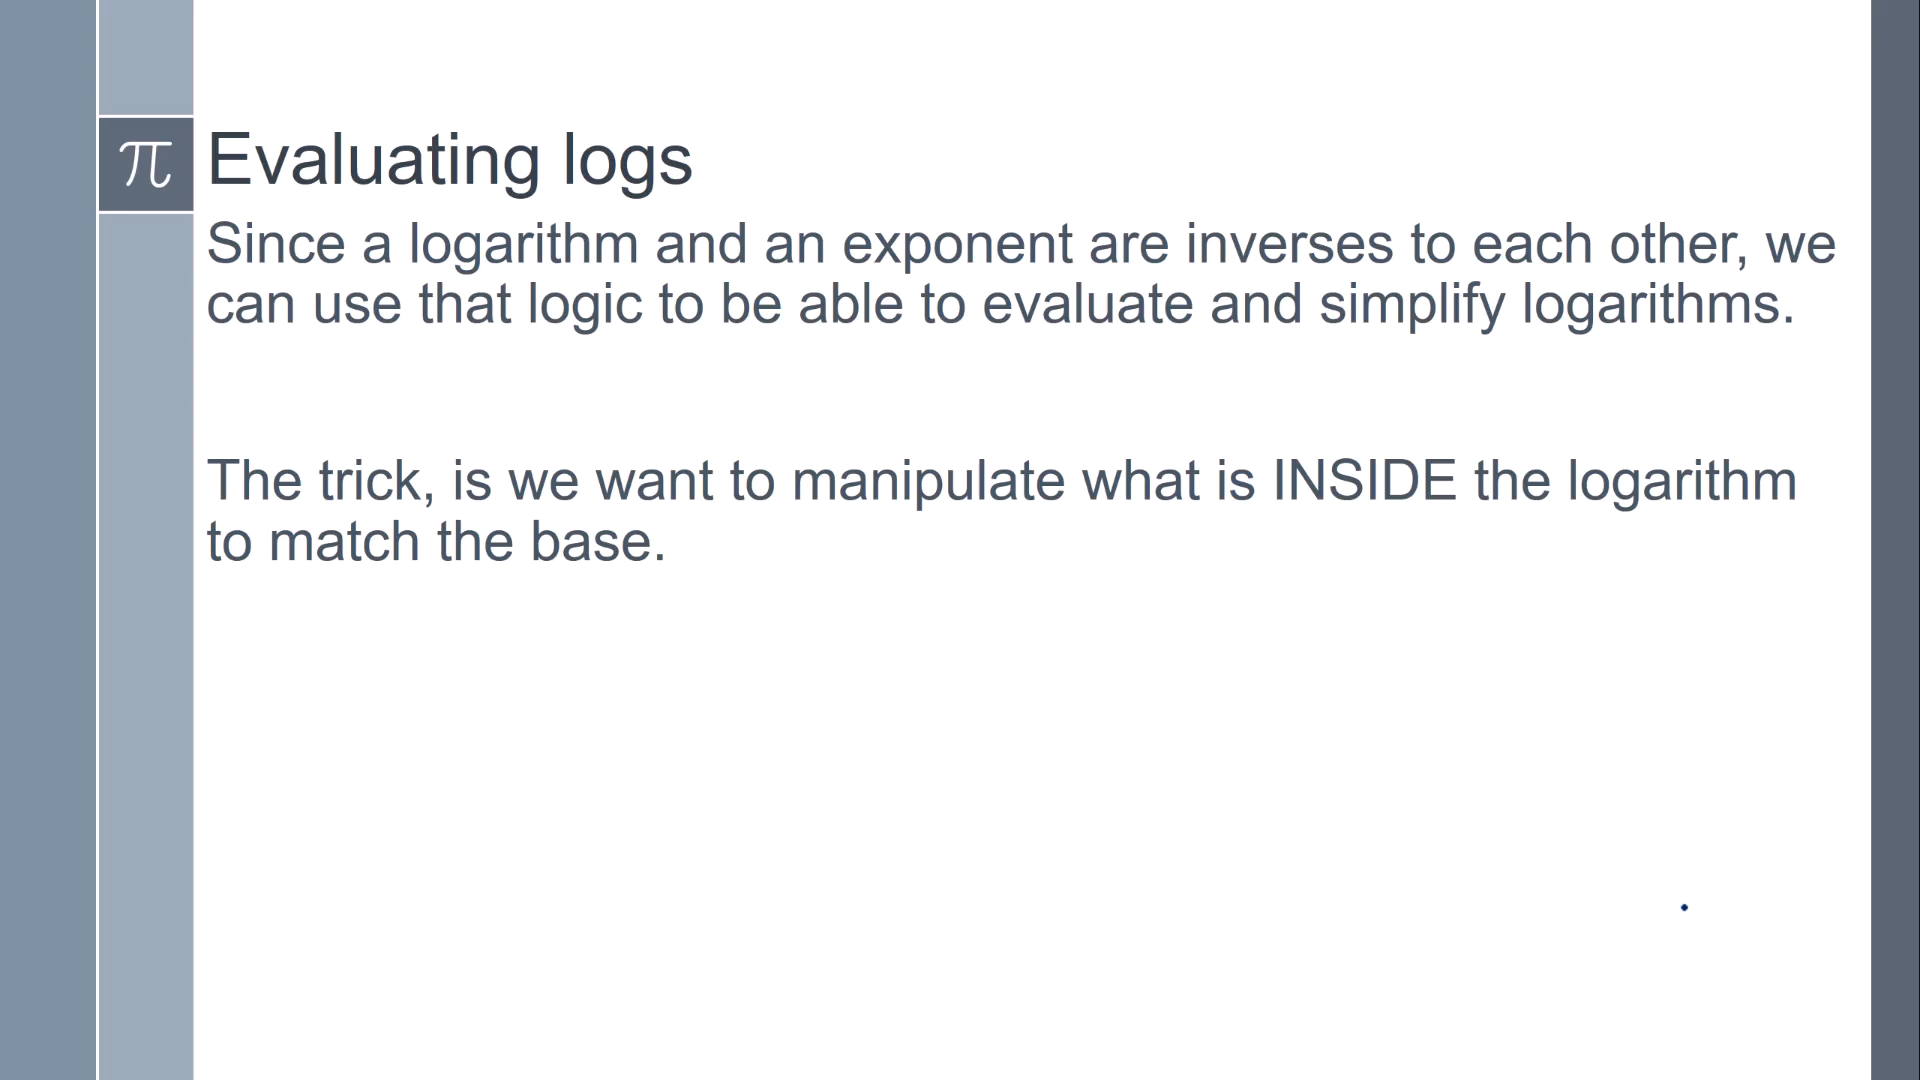 π Evaluating logs
Since a logarithm and an exponent are inverses to each other, we
can use that logic to be able to evaluate and simplify logarithms.
The trick, is we want to manipulate what is INSIDE the logarithm
to match the base.